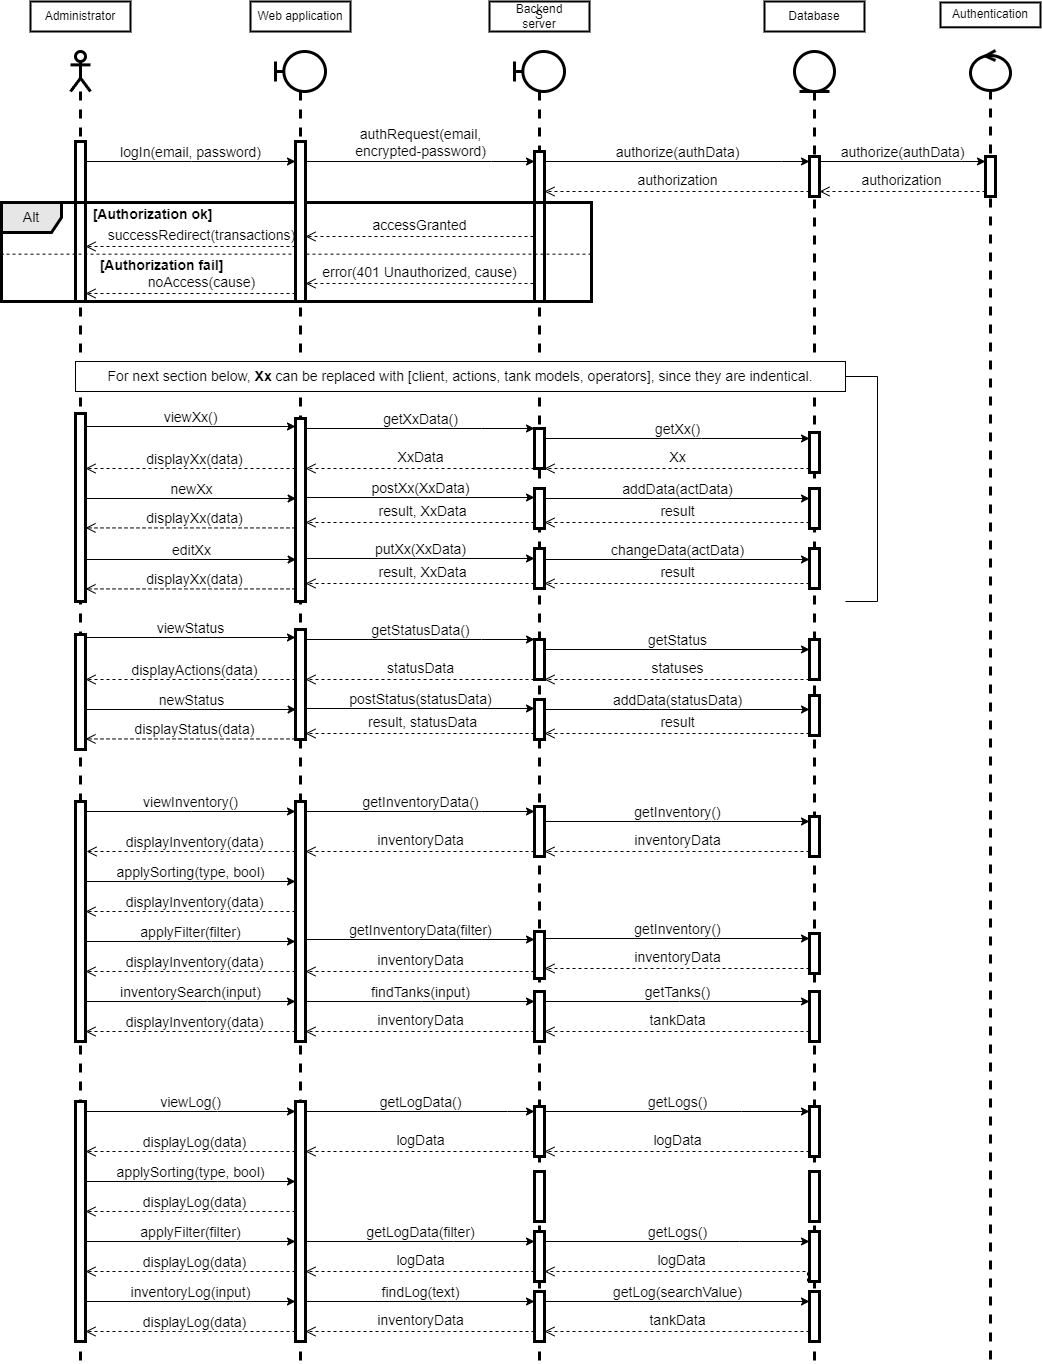 Administrator
Web application
Backend
S
server
Database
Authentication
logIn(email, password)
authRequest(email,
encrypted-password)
authorize(authData)
authorize(authData)
authorization
authorization
Alt
[Authorization ok]
successRedirect(transactions)
accessGranted
[Authorization fail]
noAccess(cause)
error(401 Unauthorized, cause)
For next section below, Xx can be replaced with [client, actions, tank models, operators], since they are indentical.
viewXx()
getXxData()
getXx()
displayXx(data)
XxData
Xx
newXx
postXx(XxData)
addData(actData)
displayXx(data)
result, XxData
result
editXx
putXx(XxData)
changeData(actData)
displayXx(data)
result, XxData
result
viewStatus
getStatusData()
getStatus
displayActions(data)
statusData
statuses
newStatus
postStatus(statusData)
addData(statusData)
displayStatus(data)
result, statusData
result
viewInventory()
getInventoryData()
getInventory()
displayInventory(data)
inventoryData
inventoryData
applySorting(type, bool)
displayInventory(data)
applyFilter(filter)
getInventoryData(filter)
getInventory()
displayInventory(data)
inventoryData
inventoryData
inventorySearch(input)
findTanks(input)
getTanks()
displayInventory(data)
inventoryData
tankData
viewLog()
getLogData()
getLogs()
displayLog(data)
logData
logData
applySorting(type, bool)
displayLog(data)
applyFilter(filter)
getLogData(filter)
getLogs()
displayLog(data)
logData
logData
inventoryLog(input)
findLog(text)
getLog(searchValue)
displayLog(data)
inventoryData
tankData